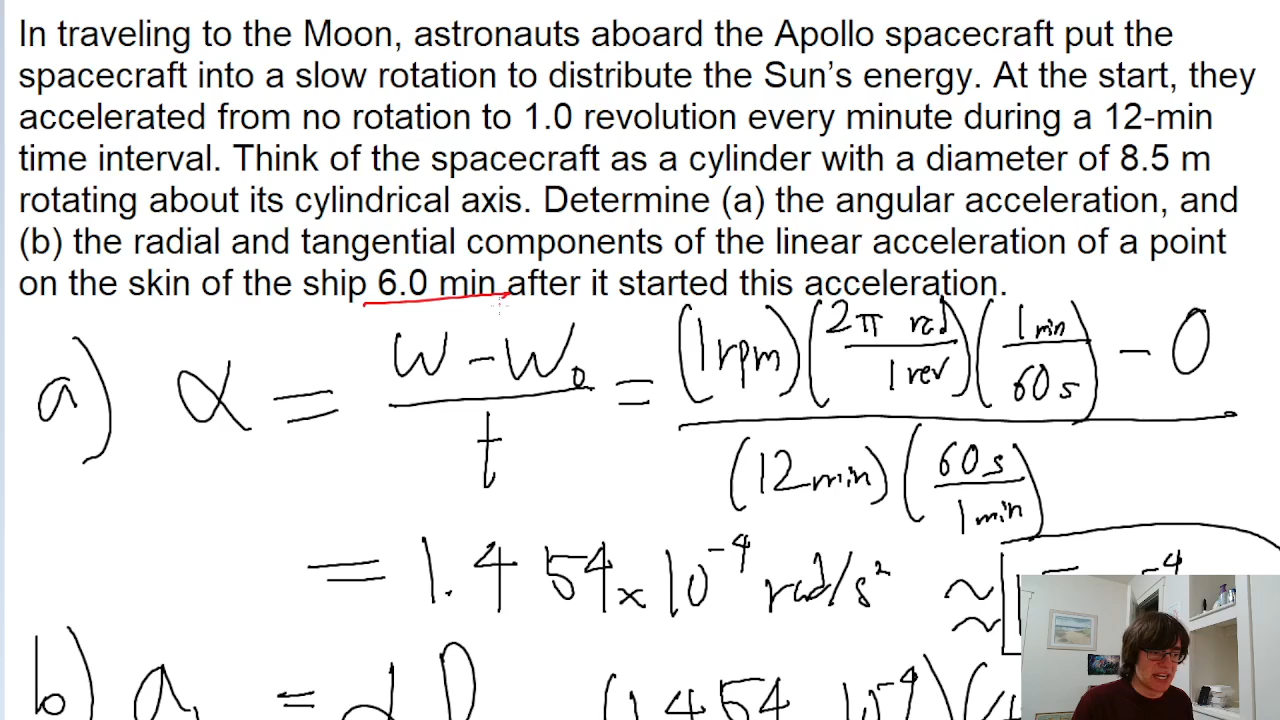 In traveling to the Moon, astronauts aboard the Apollo spacecraft put the
spacecraft into a slow rotation to distribute the Sun's energy. At the start, they
accelerated from no rotation to 1.0 revolution every minute during a 12-min
time interval. Think of the spacecraft as a cylinder with a diameter of 8.5 m
rotating about its cylindrical axis. Determine (a) the angular acceleration, and
(b) the radial and tangential components of the linear acceleration of a point
on the skin of the ship 6.0 min after it started this acceleration.
a) α = (ω - ω₀) / t = ((1 rpm) (2π rad / 1 rev) (1 min / 60 s) - 0) / ((12 min) (60 s / 1 min))
= 1.454 x 10⁻⁴ rad/s² ≈
b) a = α (1.454 10⁻⁴) (4